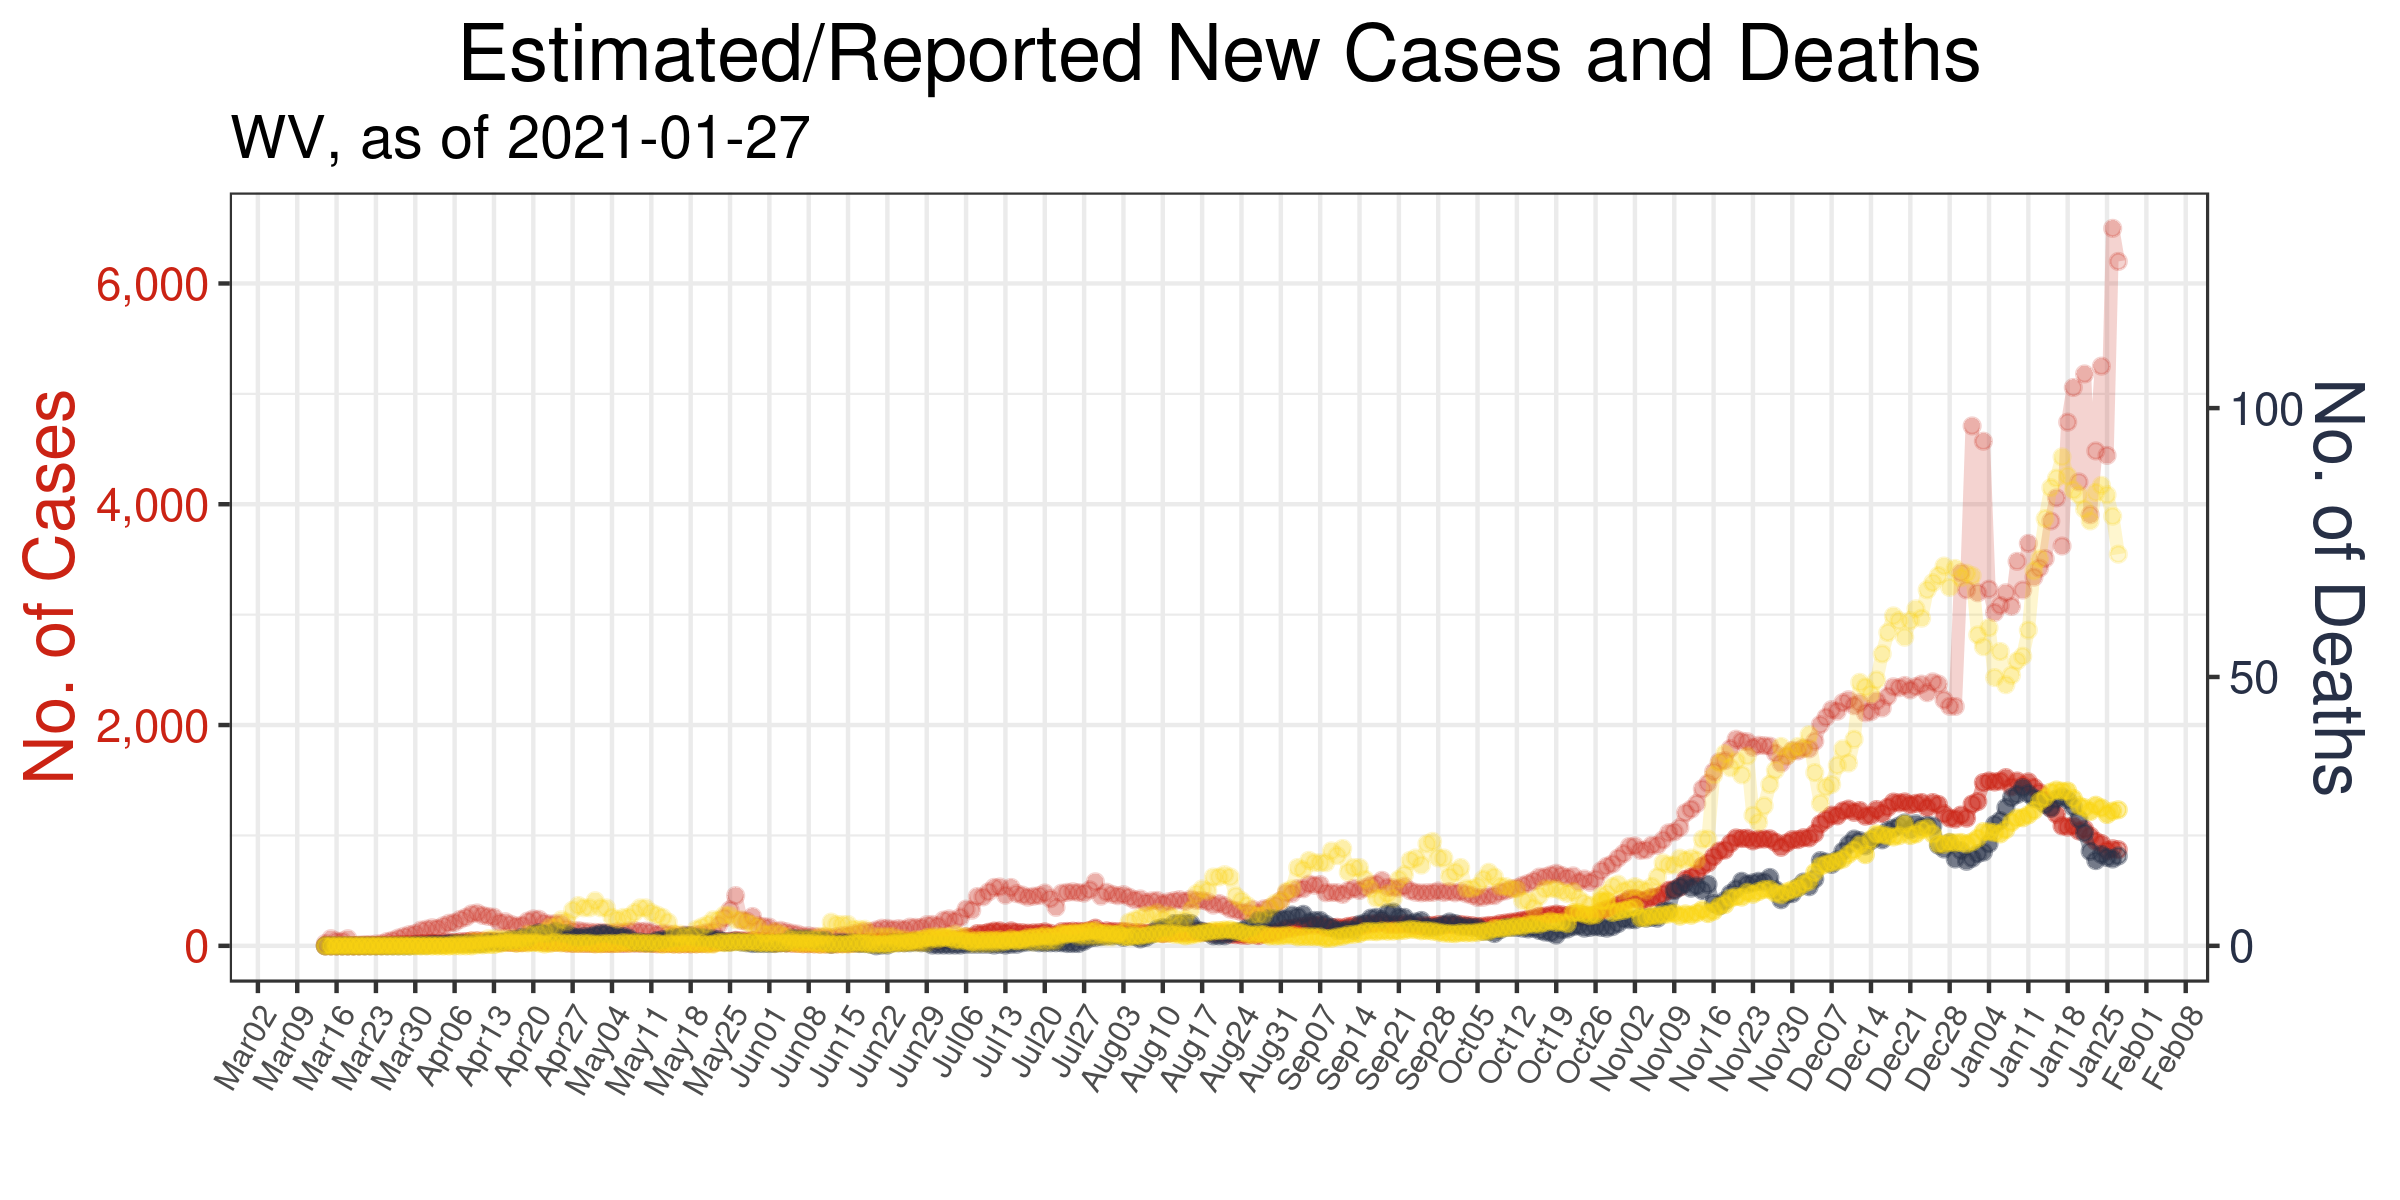 Estimated/Reported New Cases and Deaths
WV, as of 2021-01-27
No. of Cases
6,000
4,000
2,000
0
100
50
0
No. of Deaths
Mar02
Mar09
Mar16
Mar23
Mar30
Apr06
Apr13
Apr20
Apr27
May04
May11
May18
May25
Jun01
Jun08
Jun15
Jun22
Jun29
Jul06
Jul13
Jul20
Jul27
Aug03
Aug10
Aug17
Aug24
Aug31
Sep07
Sep14
Sep21
Sep28
Oct05
Oct12
Oct19
Oct26
Nov02
Nov09
Nov16
Nov23
Nov30
Dec07
Dec14
Dec21
Dec28
Jan04
Jan11
Jan18
Jan25
Feb01
Feb08